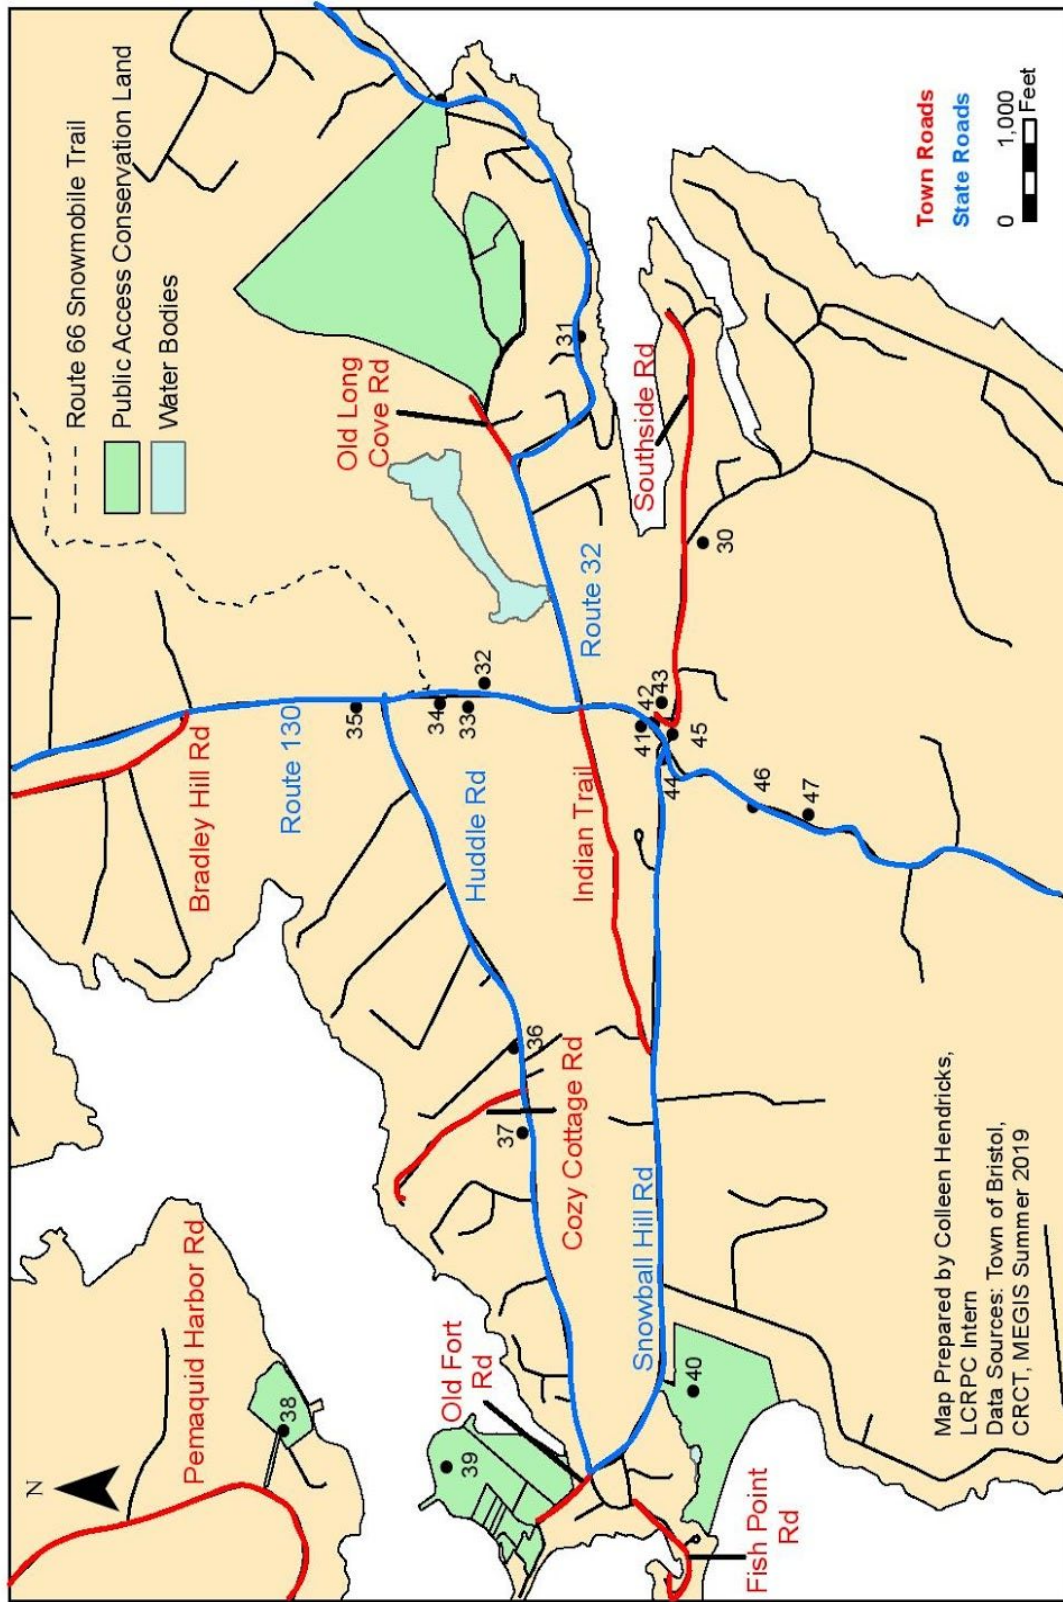 N
Pemaquid Harbor Rd
38
39
Old Fort
Rd
40
Fish Point
Rd
Bradley Hill Rd
Route 130
35
34
33
32
Huddle Rd
36
37
Cozy Cottage Rd
Indian Trail
Snowball Hill Rd
Route 32
Old Long
Cove Rd
31
Southside Rd
30
41
42
43
44
45
46
47
Route 66 Snowmobile Trail
Public Access Conservation Land
Water Bodies
Town Roads
State Roads
0
1,000
Feet
Map Prepared by Colleen Hendricks,
LCRPC Intern
Data Sources: Town of Bristol,
CRCT, MEGIS Summer 2019